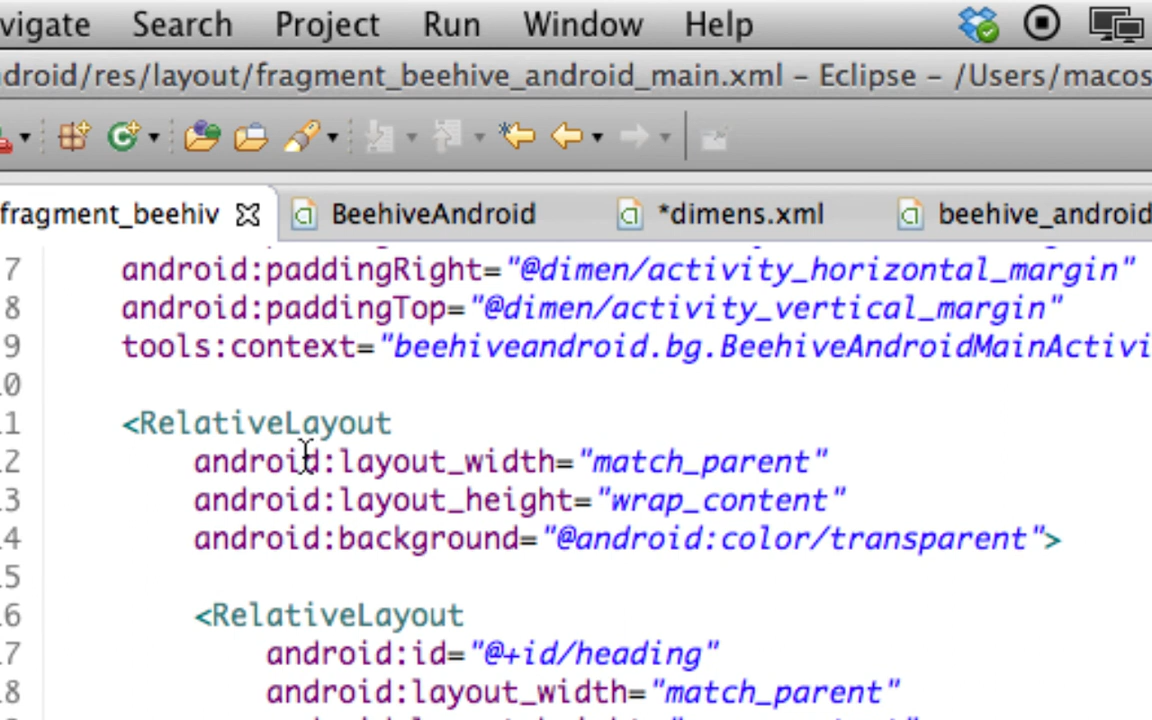 vigate Search Project Run Window Help
droid/res/layout/fragment_beehive_android_main.xml – Eclipse – /Users/macos
fragment_beehiv BeehiveAndroid *dimens.xml beehive_android
7 android:paddingRight="@dimen/activity_horizontal_margin"
8 android:paddingTop="@dimen/activity_vertical_margin"
9 tools:context="beehiveandroid.bg.BeehiveAndroidMainActivi
10
11 <RelativeLayout
12 android:layout_width="match_parent"
13 android:layout_height="wrap_content"
14 android:background="@android:color/transparent">
15
16 <RelativeLayout
17 android:id="@+id/heading"
18 android:layout_width="match_parent"